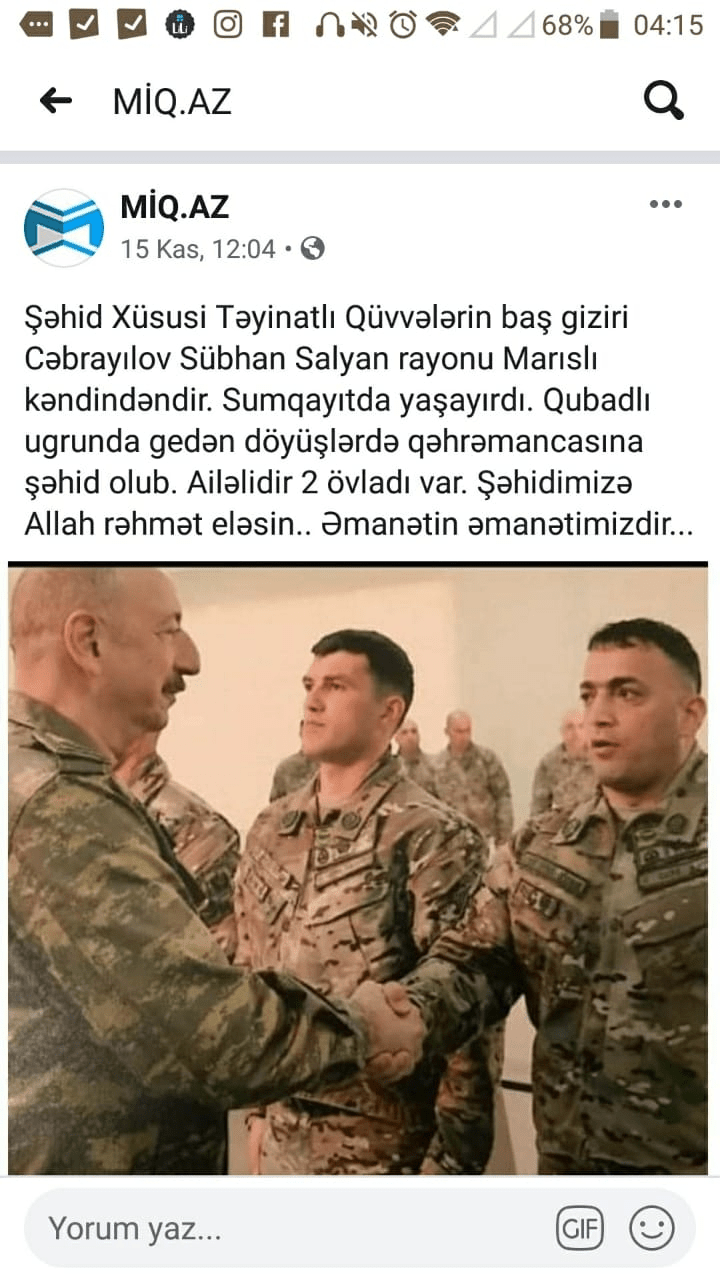 68% 04:15
MİQ.AZ
MİQ.AZ
15 Kas, 12:04 •
Şəhid Xüsusi Təyinatlı Qüvvələrin baş giziri
Cəbrayılov Sübhan Salyan rayonu Marıslı
kəndindəndir. Sumqayıtda yaşayırdı. Qubadlı
ugrunda gedən döyüşlərdə qəhrəmancasına
şəhid olub. Ailəlidir 2 övladı var. Şəhidimizə
Allah rəhmət eləsin.. Əmanətin əmanətimizdir...
Yorum yaz...
GIF